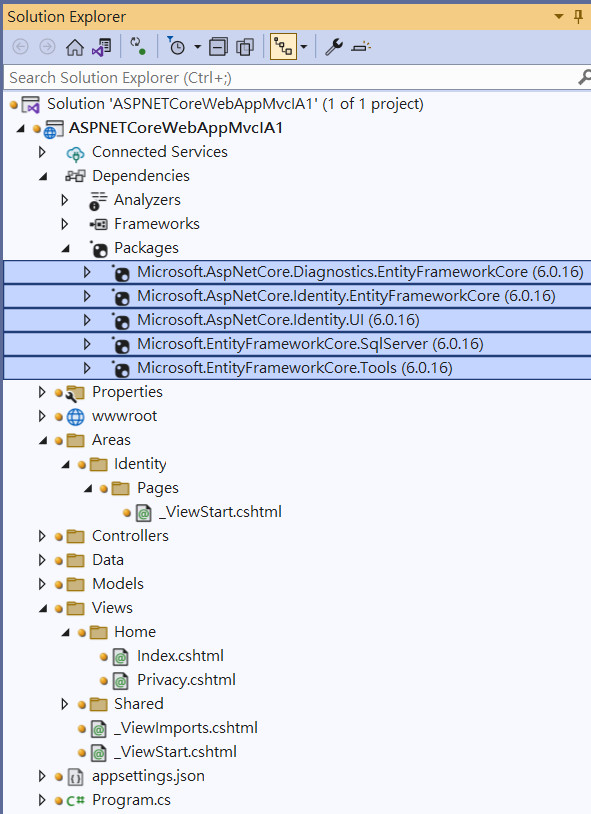 Solution Explorer
Search Solution Explorer (Ctrl+;)
Solution 'ASPNETCoreWebAppMvcIA1' (1 of 1 project)
ASPNETCoreWebAppMvcIA1
Connected Services
Dependencies
Analyzers
Frameworks
Packages
Microsoft.AspNetCore.Diagnostics.EntityFrameworkCore (6.0.16)
Microsoft.AspNetCore.Identity.EntityFrameworkCore (6.0.16)
Microsoft.AspNetCore.Identity.UI (6.0.16)
Microsoft.EntityFrameworkCore.SqlServer (6.0.16)
Microsoft.EntityFrameworkCore.Tools (6.0.16)
Properties
wwwroot
Areas
Identity
Pages
_ViewStart.cshtml
Controllers
Data
Models
Views
Home
Index.cshtml
Privacy.cshtml
Shared
_ViewImports.cshtml
_ViewStart.cshtml
appsettings.json
C# Program.cs